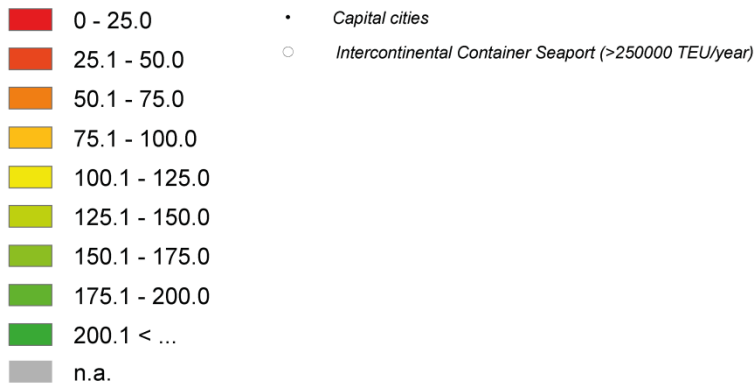 0 - 25.0
25.1 - 50.0
50.1 - 75.0
75.1 - 100.0
100.1 - 125.0
125.1 - 150.0
150.1 - 175.0
175.1 - 200.0
200.1 < ...
n.a.
Capital cities
Intercontinental Container Seaport (>250000 TEU/year)